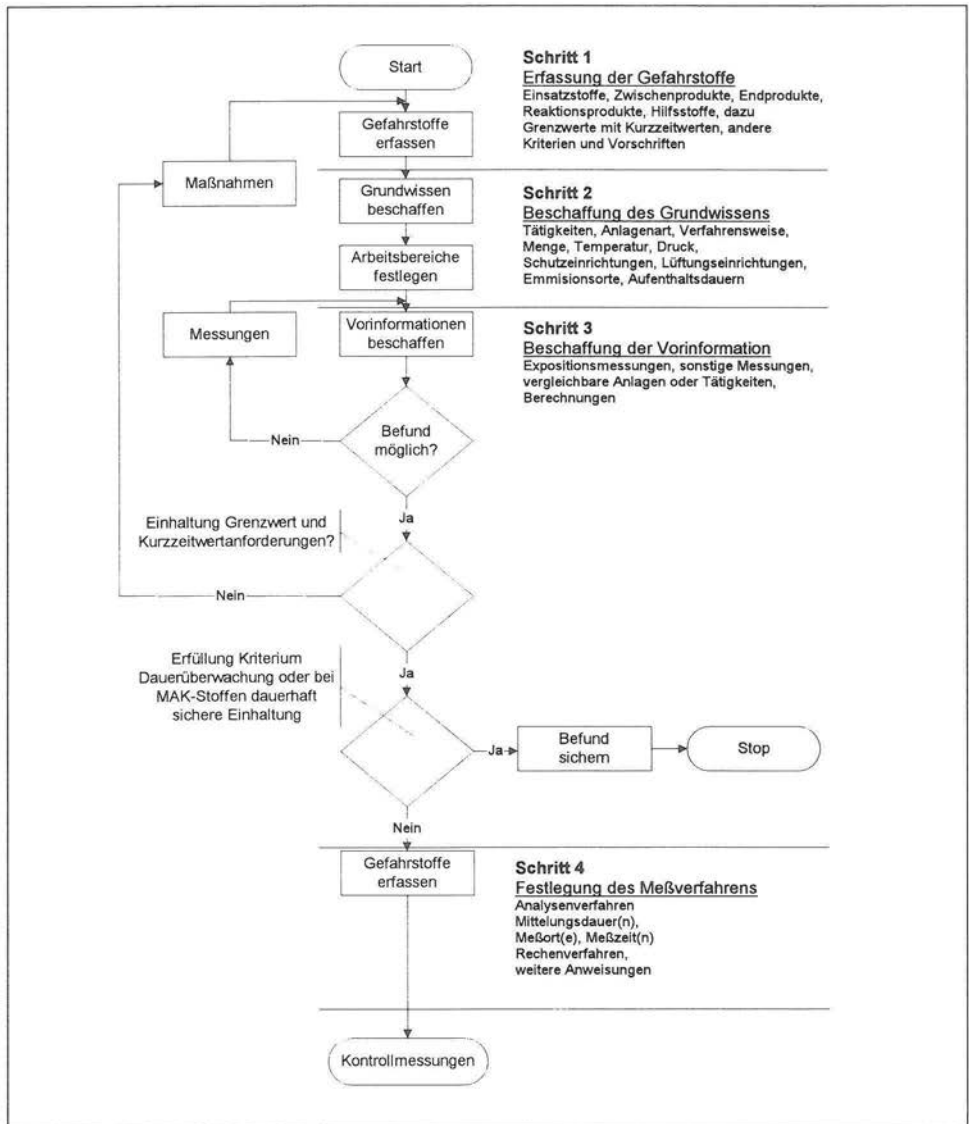 Start
Schritt 1
Erfassung der Gefahrstoffe
Einsatzstoffe, Zwischenprodukte, Endprodukte,
Reaktionsprodukte, Hilfsstoffe, dazu
Grenzwerte mit Kurzzeitwerten, andere
Kriterien und Vorschriften
Gefahrstoffe
erfassen
Maßnahmen
Grundwissen
beschaffen
Schritt 2
Beschaffung des Grundwissens
Tätigkeiten, Anlagenart, Verfahrensweise,
Menge, Temperatur, Druck,
Schutzeinrichtungen, Lüftungseinrichtungen,
Emmisionsorte, Aufenthaltsdauern
Arbeitsbereiche
festlegen
Messungen
Vorinformationen
beschaffen
Schritt 3
Beschaffung der Vorinformation
Expositionsmessungen, sonstige Messungen,
vergleichbare Anlagen oder Tätigkeiten,
Berechnungen
Befund
möglich?
Nein
Ja
Einhaltung Grenzwert und
Kurzzeitwertanforderungen?
Nein
Ja
Erfüllung Kriterium
Dauerüberwachung oder bei
MAK-Stoffen dauerhaft
sichere Einhaltung
Ja
Befund
sichern
Stop
Nein
Gefahrstoffe
erfassen
Schritt 4
Festlegung des Meßverfahrens
Analysenverfahren
Mittelungsdauer(n),
Meßort(e), Meßzeit(n)
Rechenverfahren,
weitere Anweisungen
Kontrollmessungen